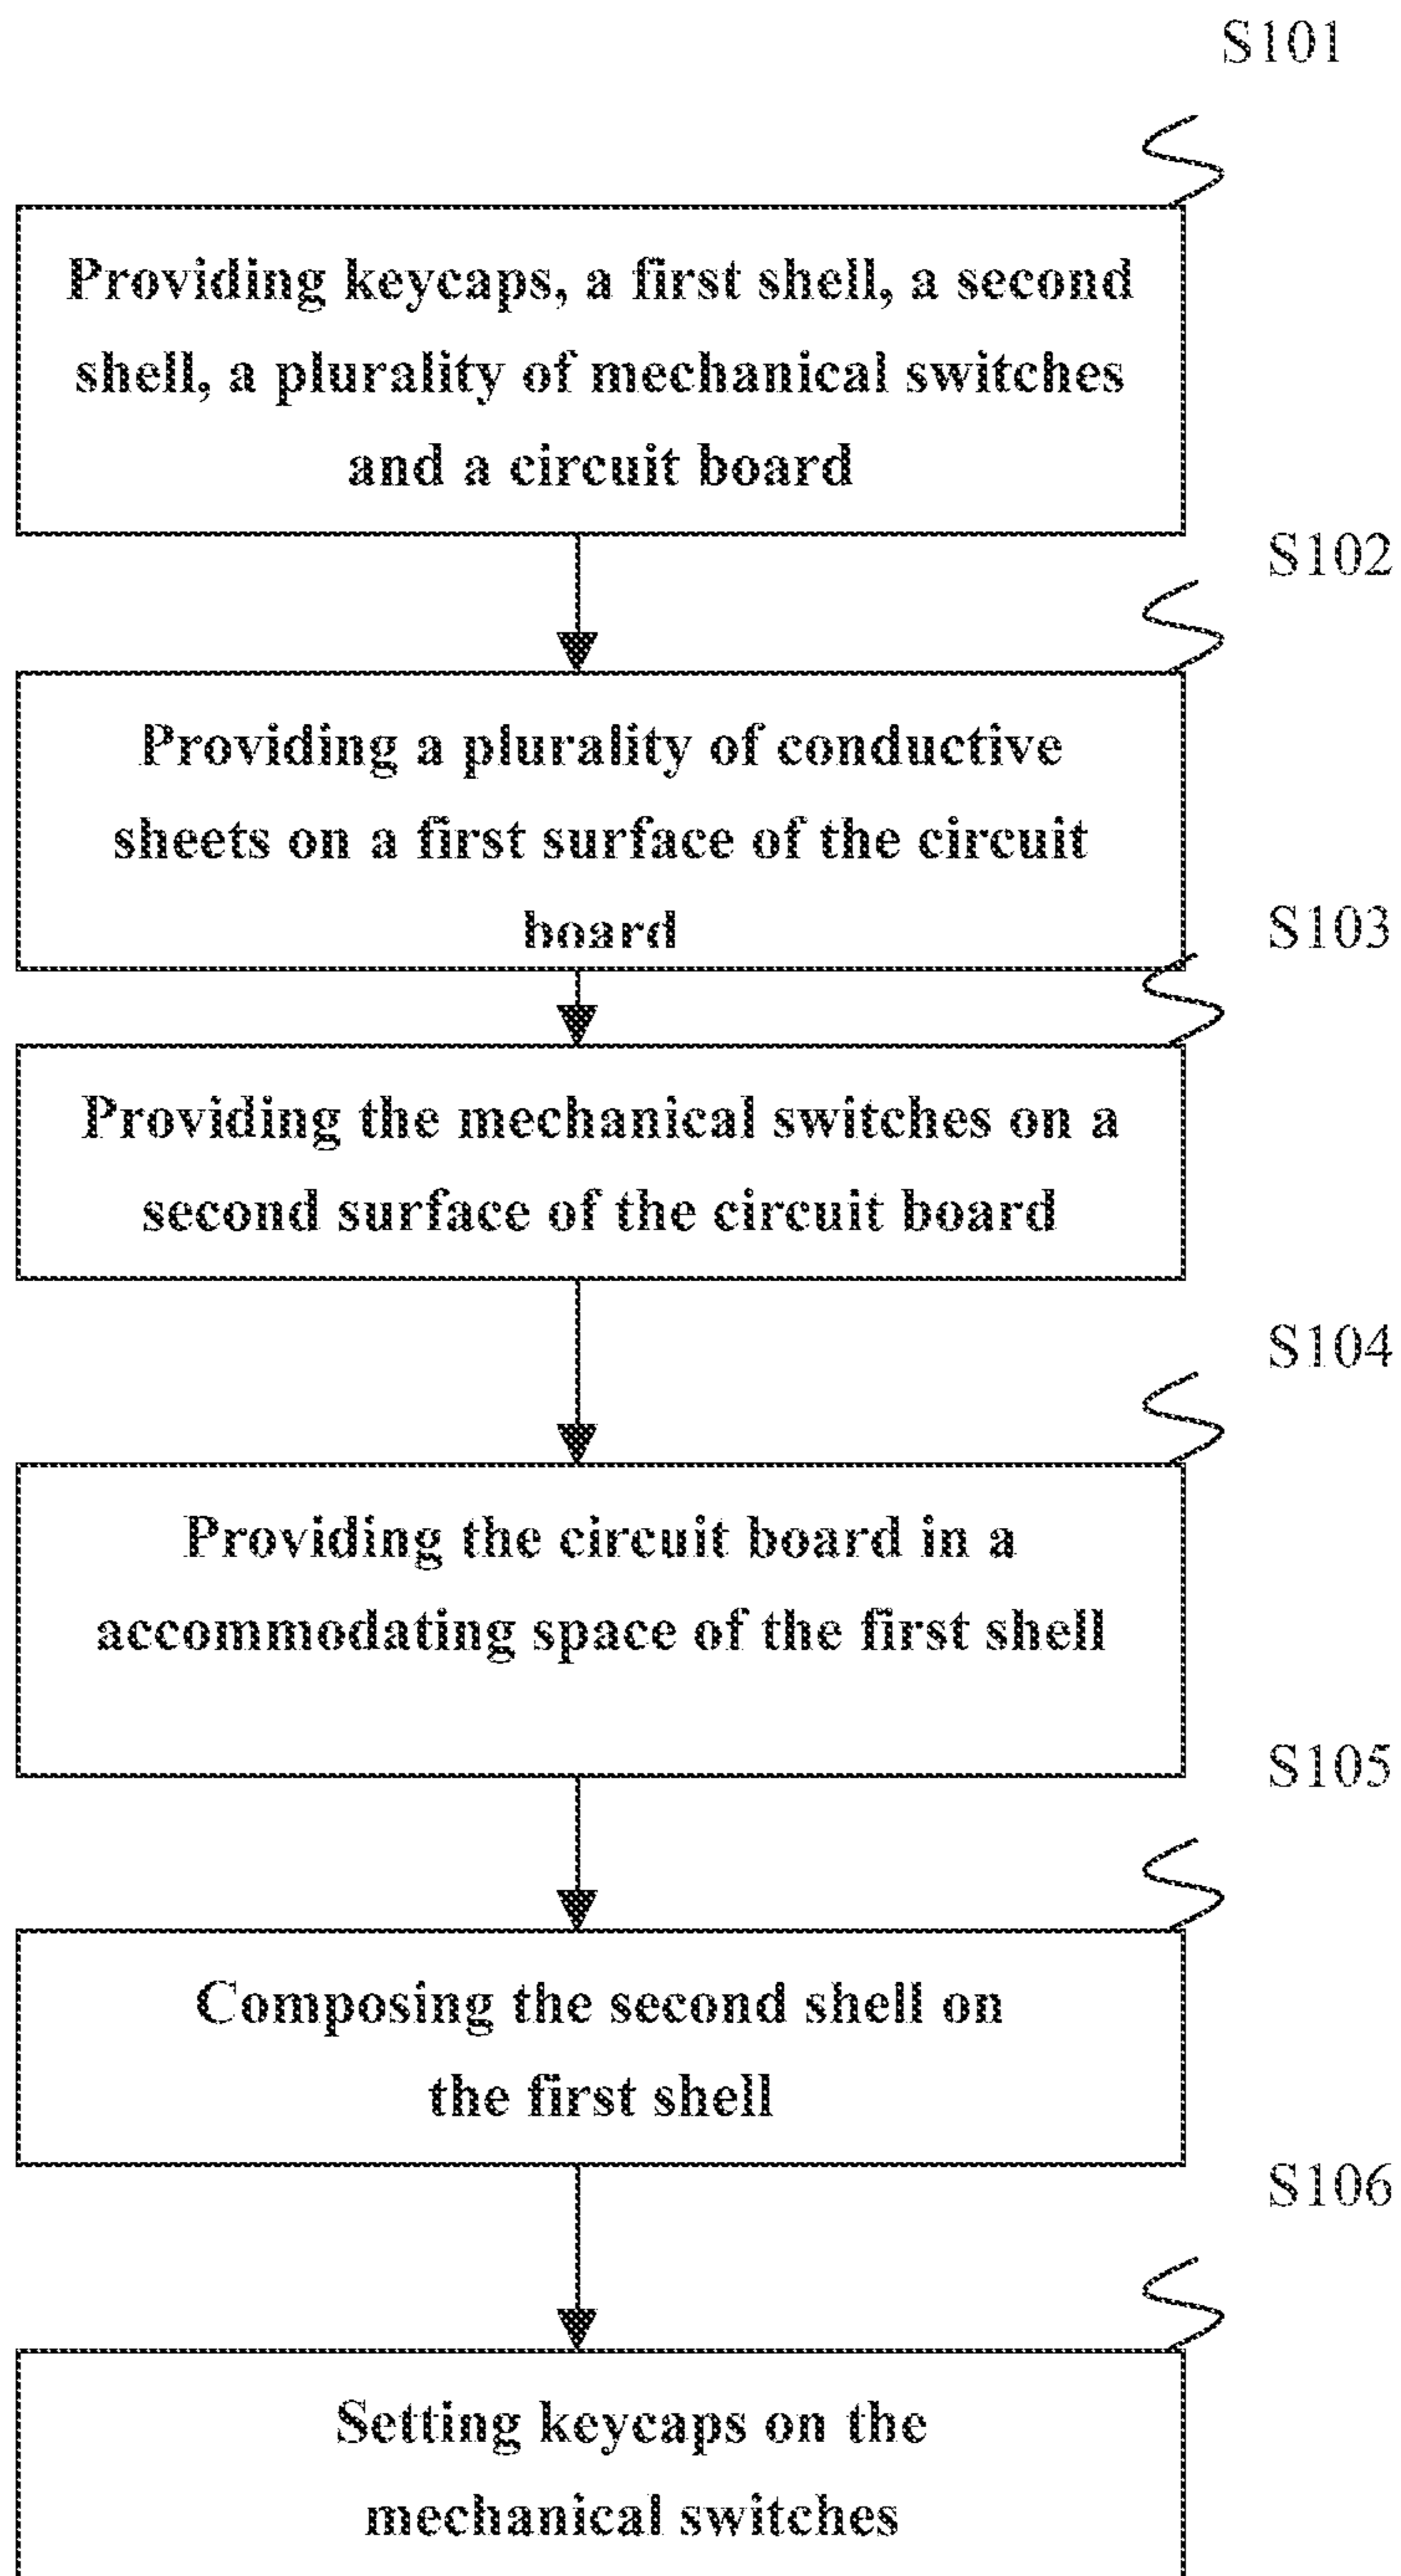 S101
Providing keycaps, a first shell, a second
shell, a plurality of mechanical switches
and a circuit board
S102
Providing a plurality of conductive
sheets on a first surface of the circuit
board
S103
Providing the mechanical switches on a
second surface of the circuit board
S104
Providing the circuit board in a
accommodating space of the first shell
S105
Composing the second shell on
the first shell
S106
Setting keycaps on the
mechanical switches